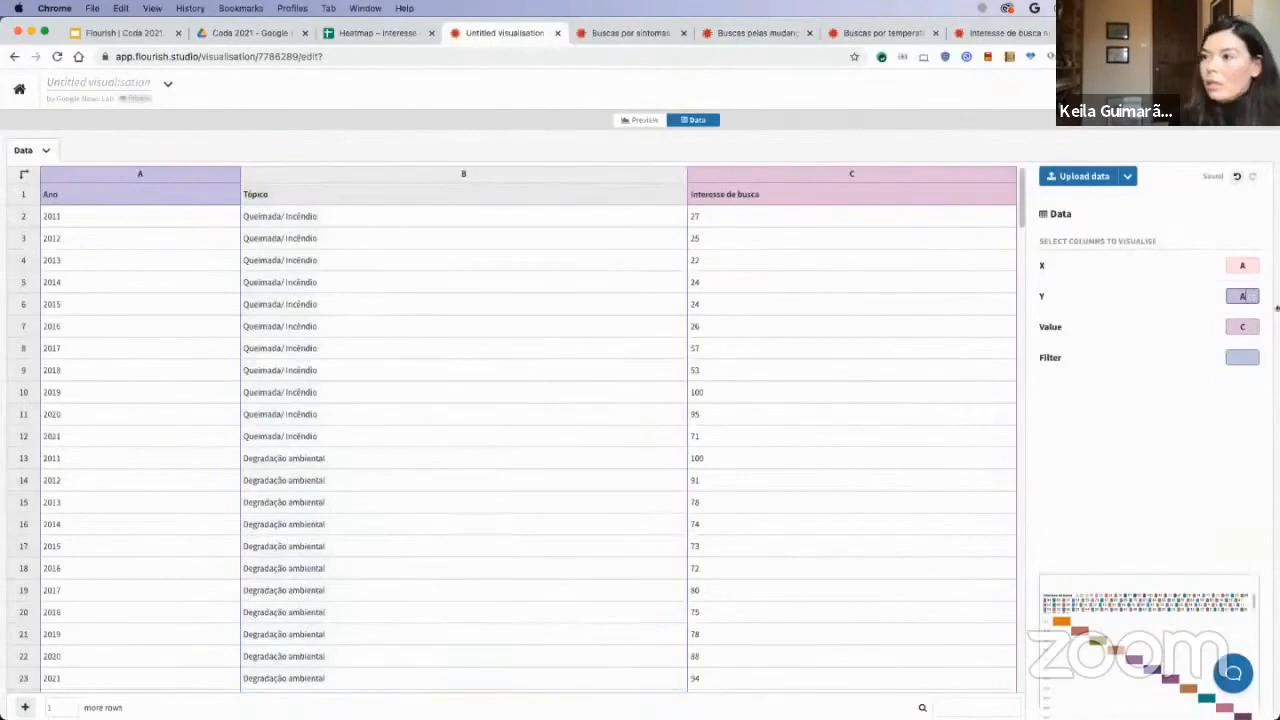 Chrome File Edit View History Bookmarks Profiles Tab Window Help
Flourish | Coda 2021 Coda 2021 - Google Heatmap - Interesse Untitled visualisation Buscas por sintomas Busces pelas mudanç Buscas por temperat Interesse de busca
app.flourish.studio/visualisation/7786289/edit?
Untitled visualisation
by Google News Lab
Keila Guimarã...
Preview Data
Data
Upload data Saved
A B C
1 Ano Tópico Interesse de busca
2 2011 Queimada/ Incêndio 27
3 2012 Queimada/ Incêndio 25
4 2013 Queimada/ Incêndio 22
5 2014 Queimada/ Incêndio 24
6 2015 Queimada/ Incêndio 24
7 2016 Queimada/ Incêndio 26
8 2017 Queimada/ Incêndio 57
9 2018 Queimada/ Incêndio 53
10 2019 Queimada/ Incêndio 100
11 2020 Queimada/ Incêndio 95
12 2021 Queimada/ Incêndio 71
13 2011 Degradação ambiental 100
14 2012 Degradação ambiental 91
15 2013 Degradação ambiental 78
16 2014 Degradação ambiental 74
17 2015 Degradação ambiental 73
18 2016 Degradação ambiental 72
19 2017 Degradação ambiental 80
20 2018 Degradação ambiental 75
21 2019 Degradação ambiental 78
22 2020 Degradação ambiental 88
23 2021 Degradação ambiental 94
Data
SELECT COLUMNS TO VISUALISE
X A
Y A
Value C
Filter
zoom
1 more rows